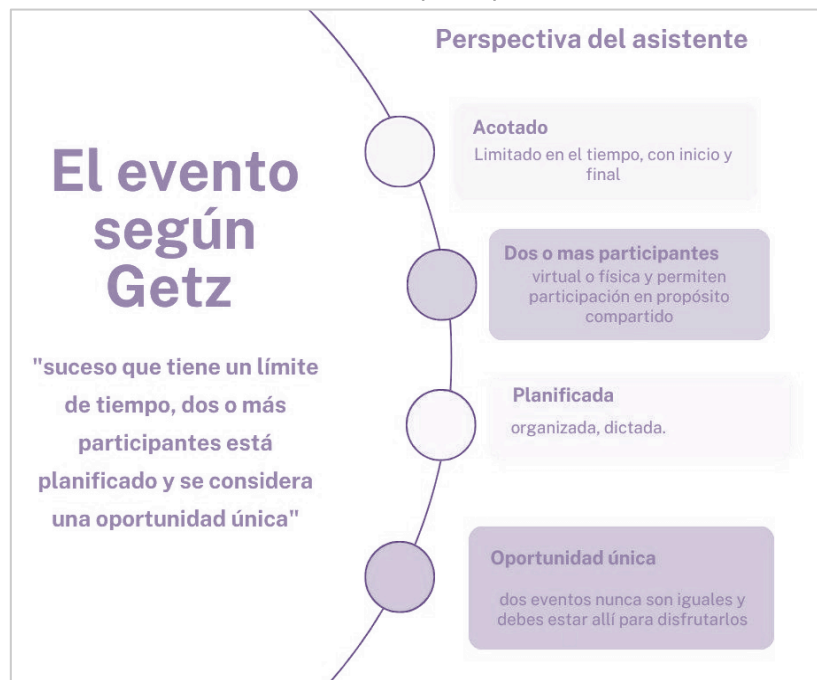 Perspectiva del asistente
El evento
según
Getz
"suceso que tiene un límite
de tiempo, dos o más
participantes está
planificado y se considera
una oportunidad única"
Acotado
Limitado en el tiempo, con inicio y
final
Dos o mas participantes
virtual o física y permiten
participación en propósito
compartido
Planificada
organizada, dictada.
Oportunidad única
dos eventos nunca son iguales y
debes estar allí para disfrutarlos